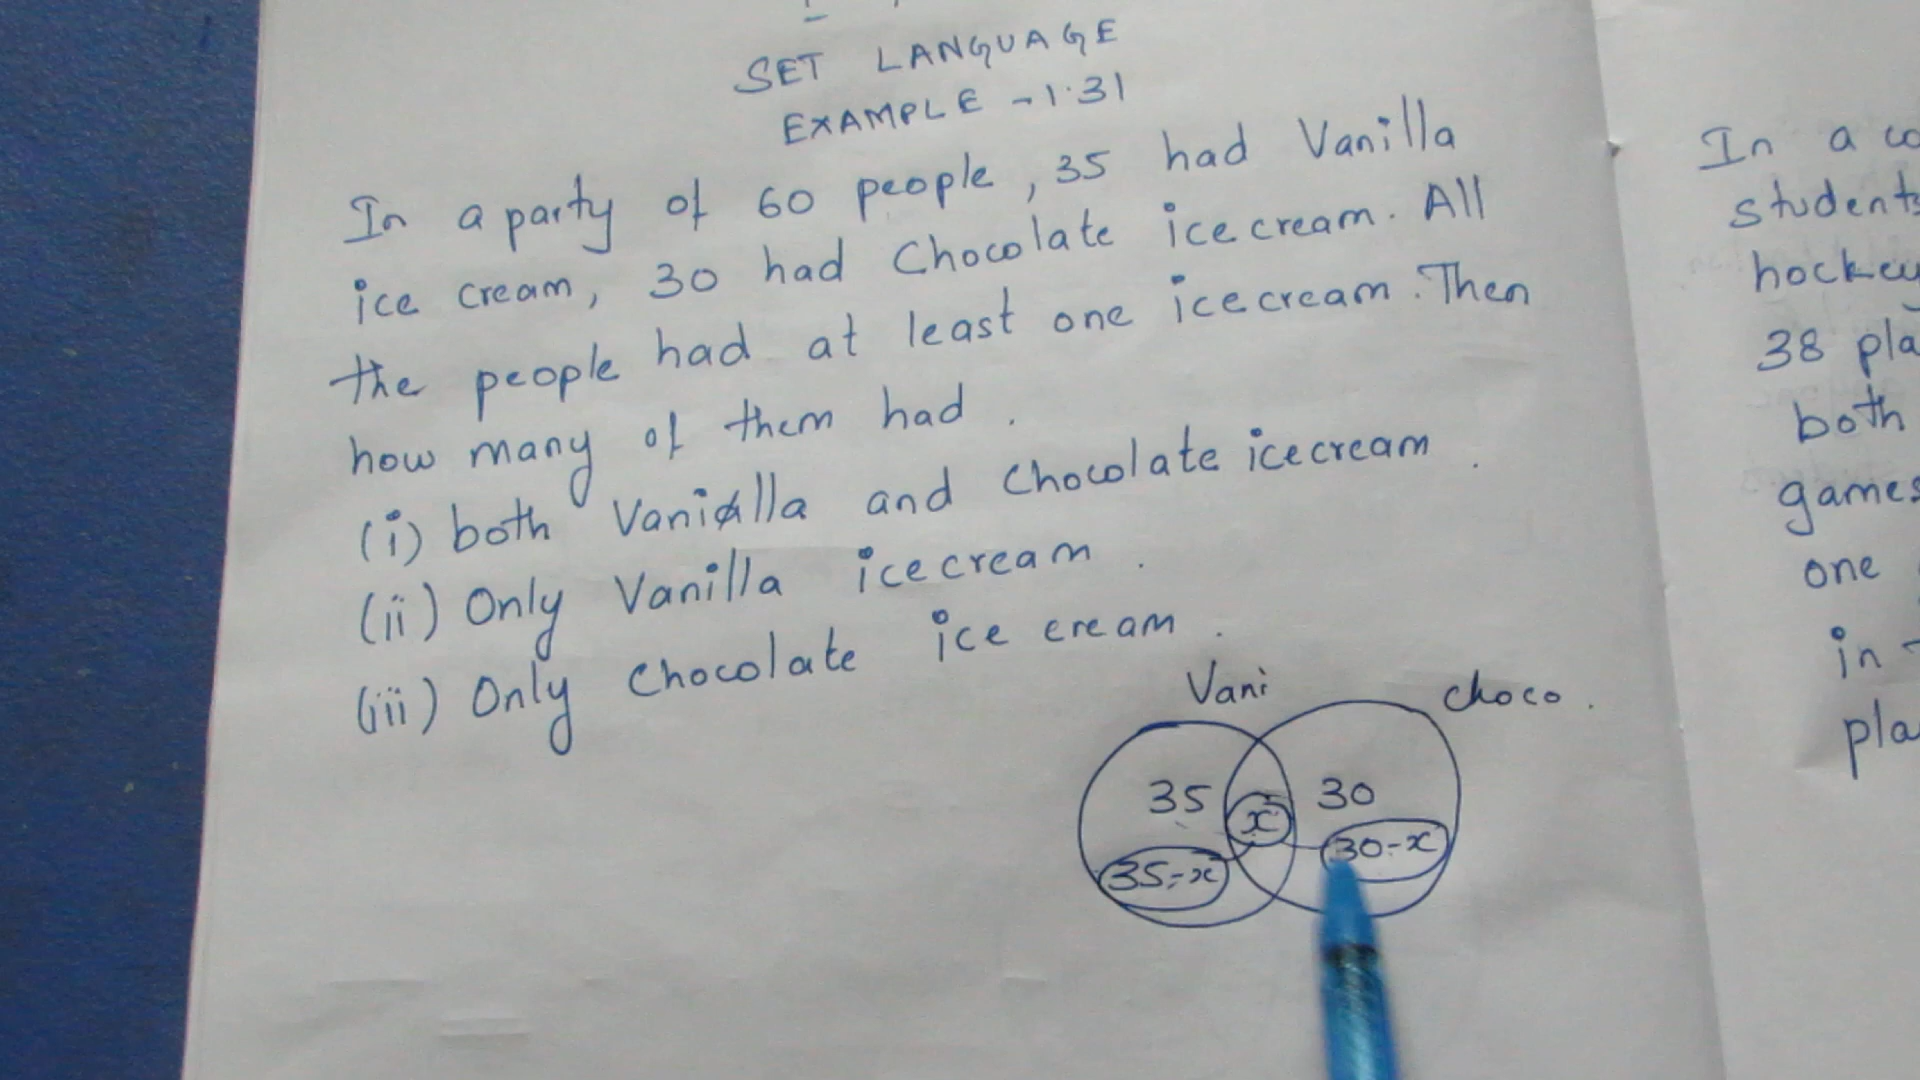 SET LANGUAGE
EXAMPLE - 1.31
In a party of 60 people, 35 had Vanilla
ice cream, 30 had Chocolate icecream. All
the people had at least one icecream. Then
how many of them had.
(i) both Vanilla and Chocolate icecream.
(ii) Only Vanilla icecream.
(iii) Only Chocolate ice cream.
Vani choco.
35 x 30
35-x 30-x
In a
students
hockey
38 pla
both
games
one
in
pla